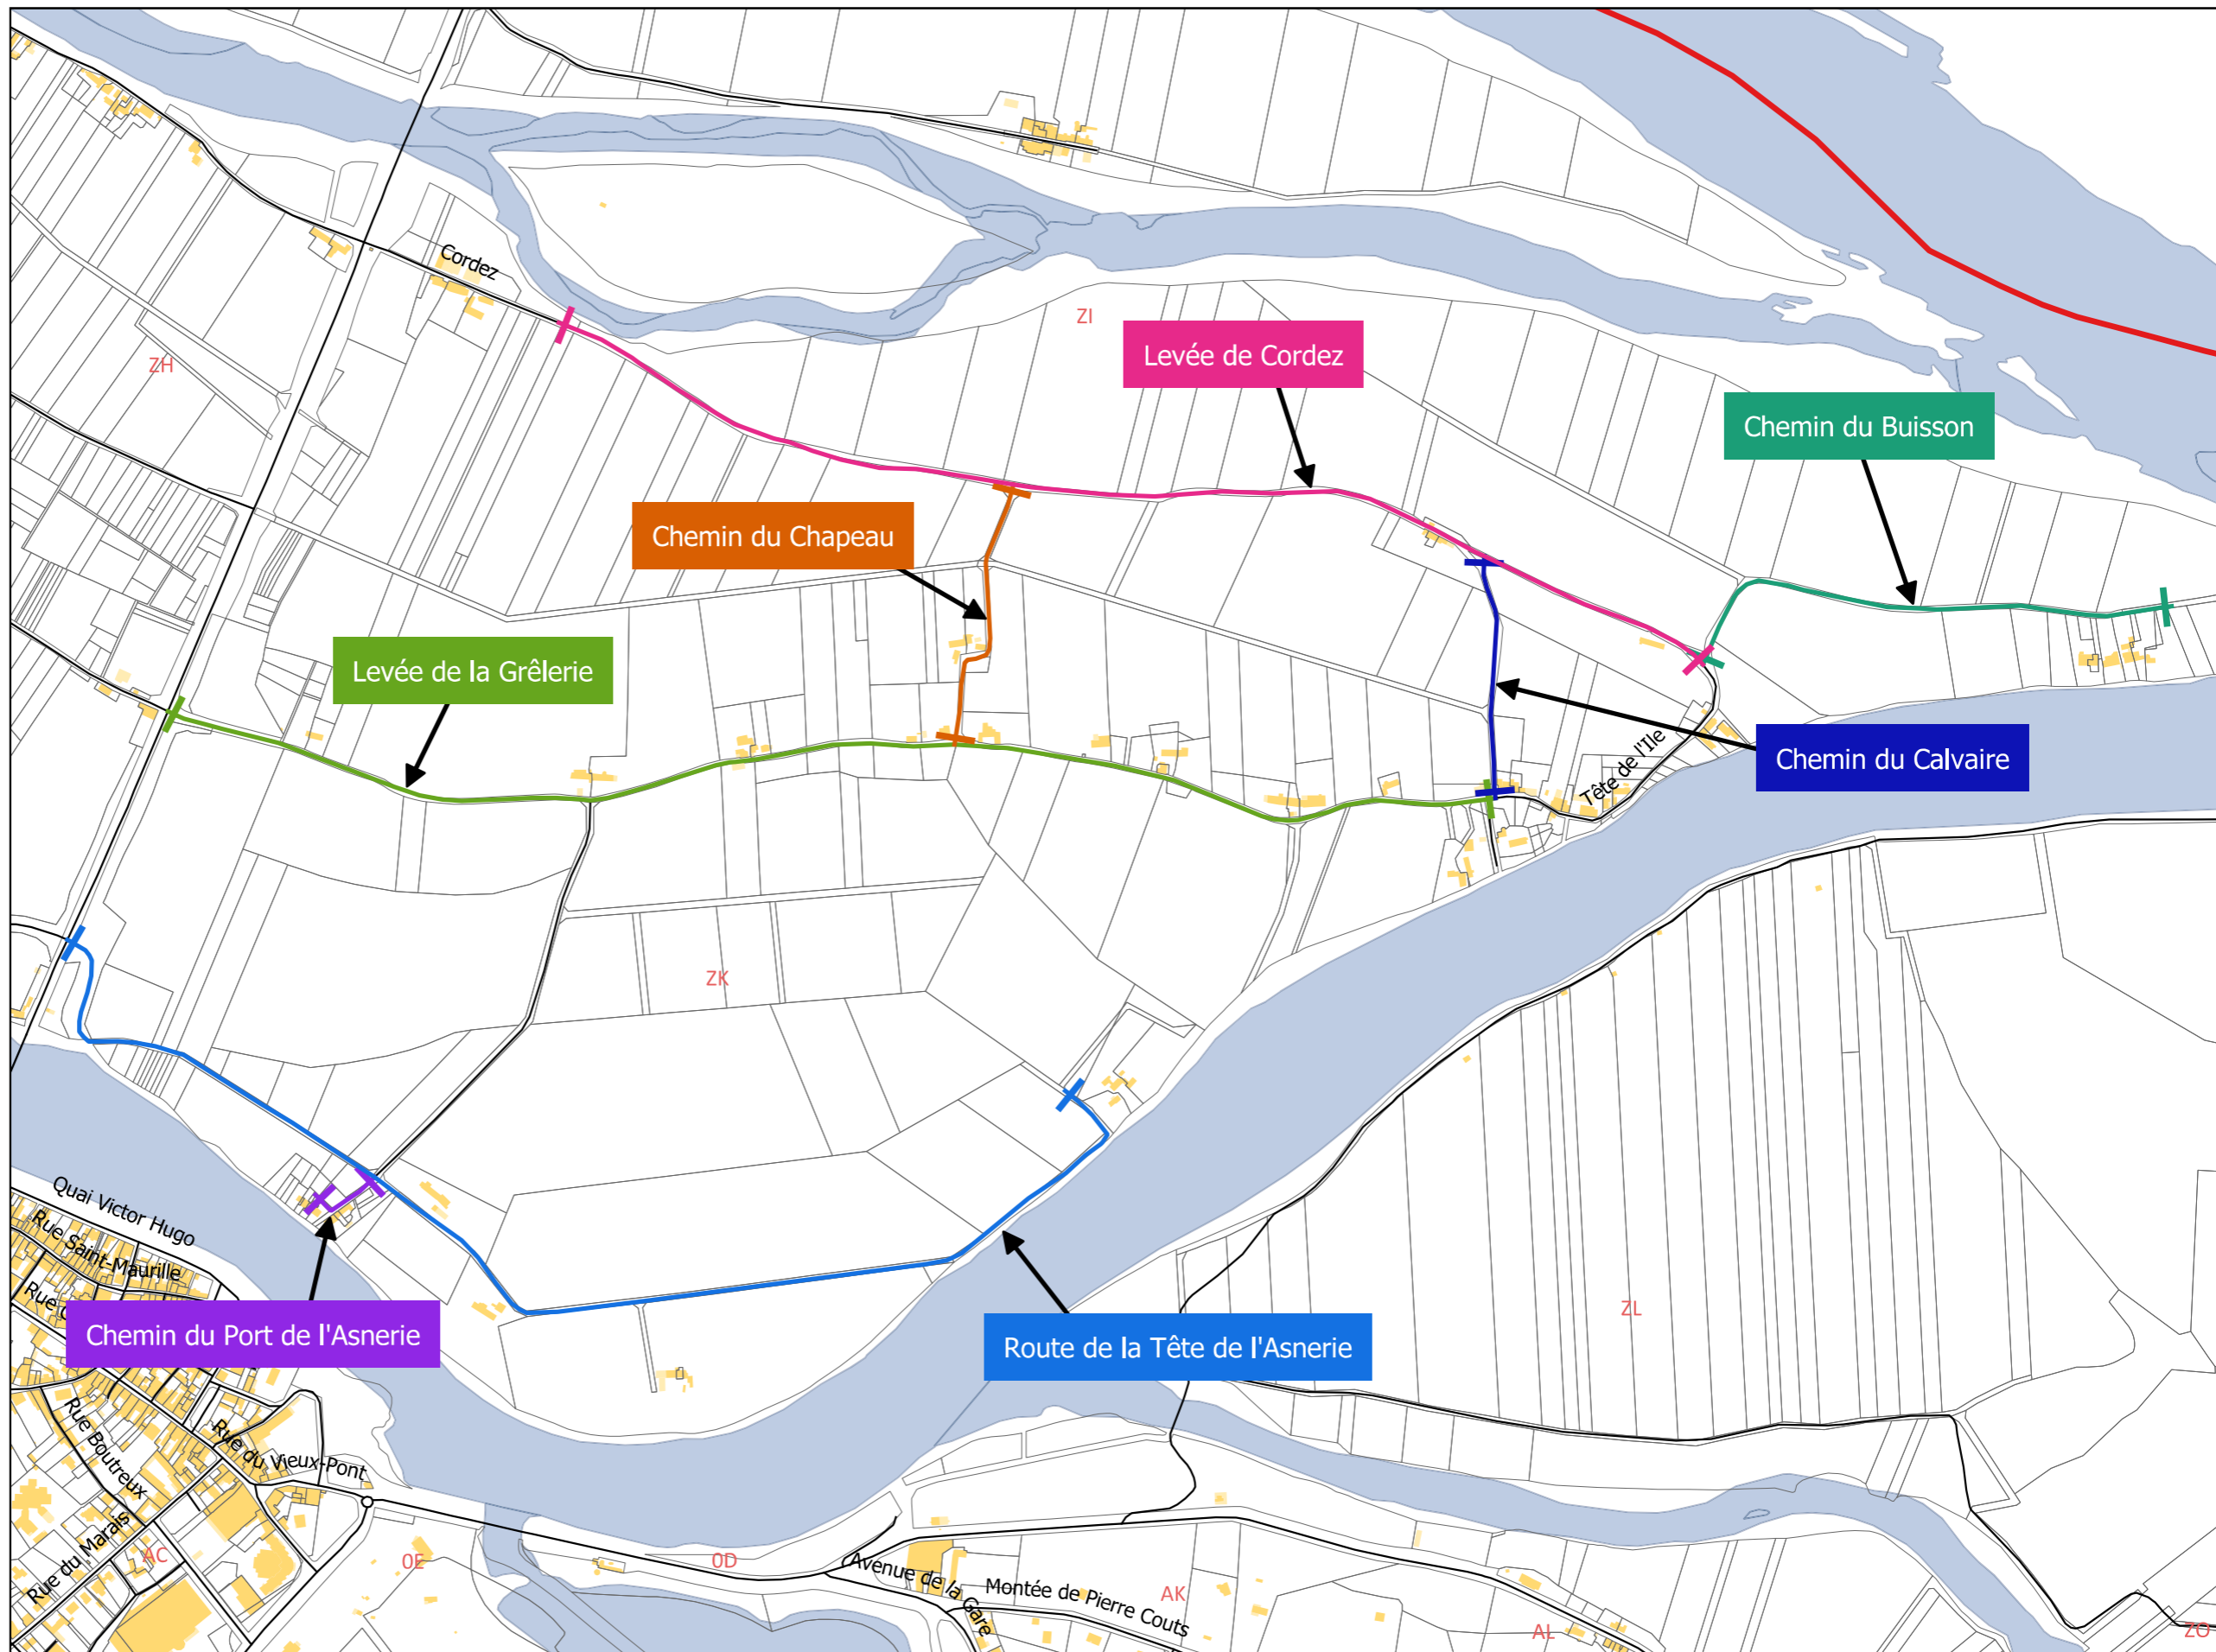 Cordez
ZI
ZH
Levée de Cordez
Chemin du Buisson
Chemin du Chapeau
Levée de la Grêlerie
Tête de l'Ile
Chemin du Calvaire
ZK
Quai Victor Hugo
Rue Saint-Maurille
Rue
Chemin du Port de l'Asnerie
Route de la Tête de l'Asnerie
ZL
Rue Boutreux
Rue du Vieux-Pont
Rue du Marais
AC
0E
0D
Avenue de la Gare
Montée de Pierre Couts
AK
AL
ZO